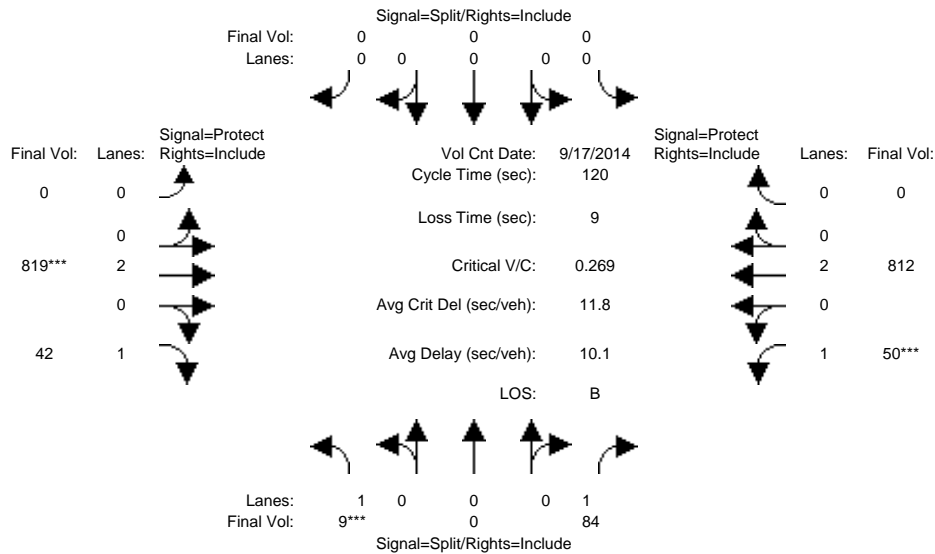 Signal=Split/Rights=Include
Final Vol: 0 0 0
Lanes: 0 0 0 0 0
Signal=Protect Signal=Protect
Final Vol: Lanes: Rights=Include Vol Cnt Date: 9/17/2014 Rights=Include Lanes: Final Vol:
Cycle Time (sec): 120
0 0 0 0
Loss Time (sec): 9
0 0
819*** 2 Critical V/C: 0.269 2 812
0 Avg Crit Del (sec/veh): 11.8 0
42 1 Avg Delay (sec/veh): 10.1 1 50***
LOS: B
Lanes: 1 0 0 0 1
Final Vol: 9*** 0 84
Signal=Split/Rights=Include